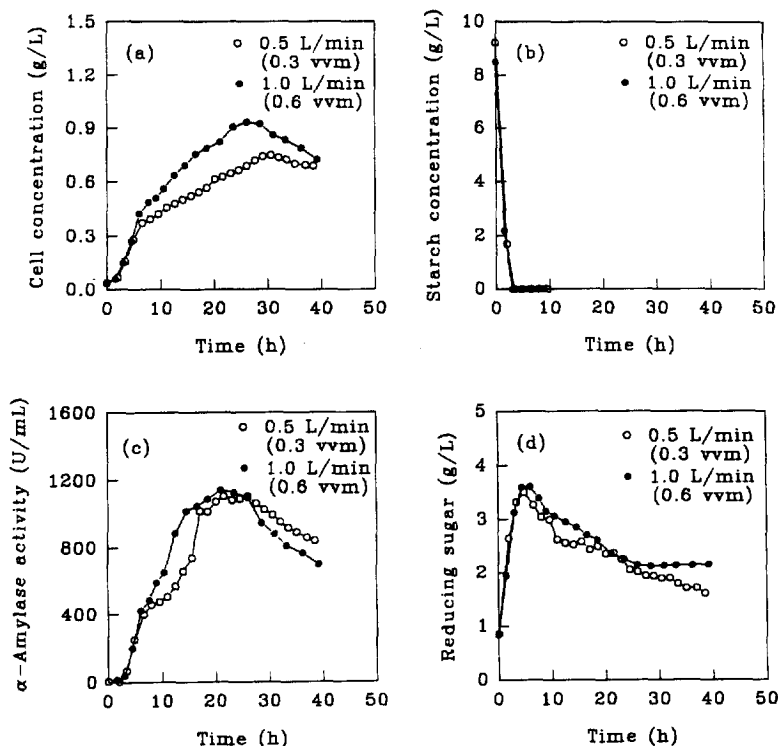 Cell concentration (g/L)
1.5
1.2
0.9
0.6
0.3
0.0
(a)
○ 0.5 L/min
(0.3 vvm)
● 1.0 L/min
(0.6 vvm)
0 10 20 30 40
Time (h)
Starch concentration (g/L)
10
8
6
4
2
0
(b)
○ 0.5 L/min
(0.3 vvm)
● 1.0 L/min
(0.6 vvm)
0 10 20 30 40
Time (h)
α-Amylase activity (U/mL)
1600
1200
800
400
0
(c)
○ 0.5 L/min
(0.3 vvm)
● 1.0 L/min
(0.6 vvm)
0 10 20 30 40 50
Time (h)
Reducing sugar (g/L)
5
4
3
2
1
0
(d)
○ 0.5 L/min
(0.3 vvm)
● 1.0 L/min
(0.6 vvm)
0 10 20 30 40 50
Time (h)